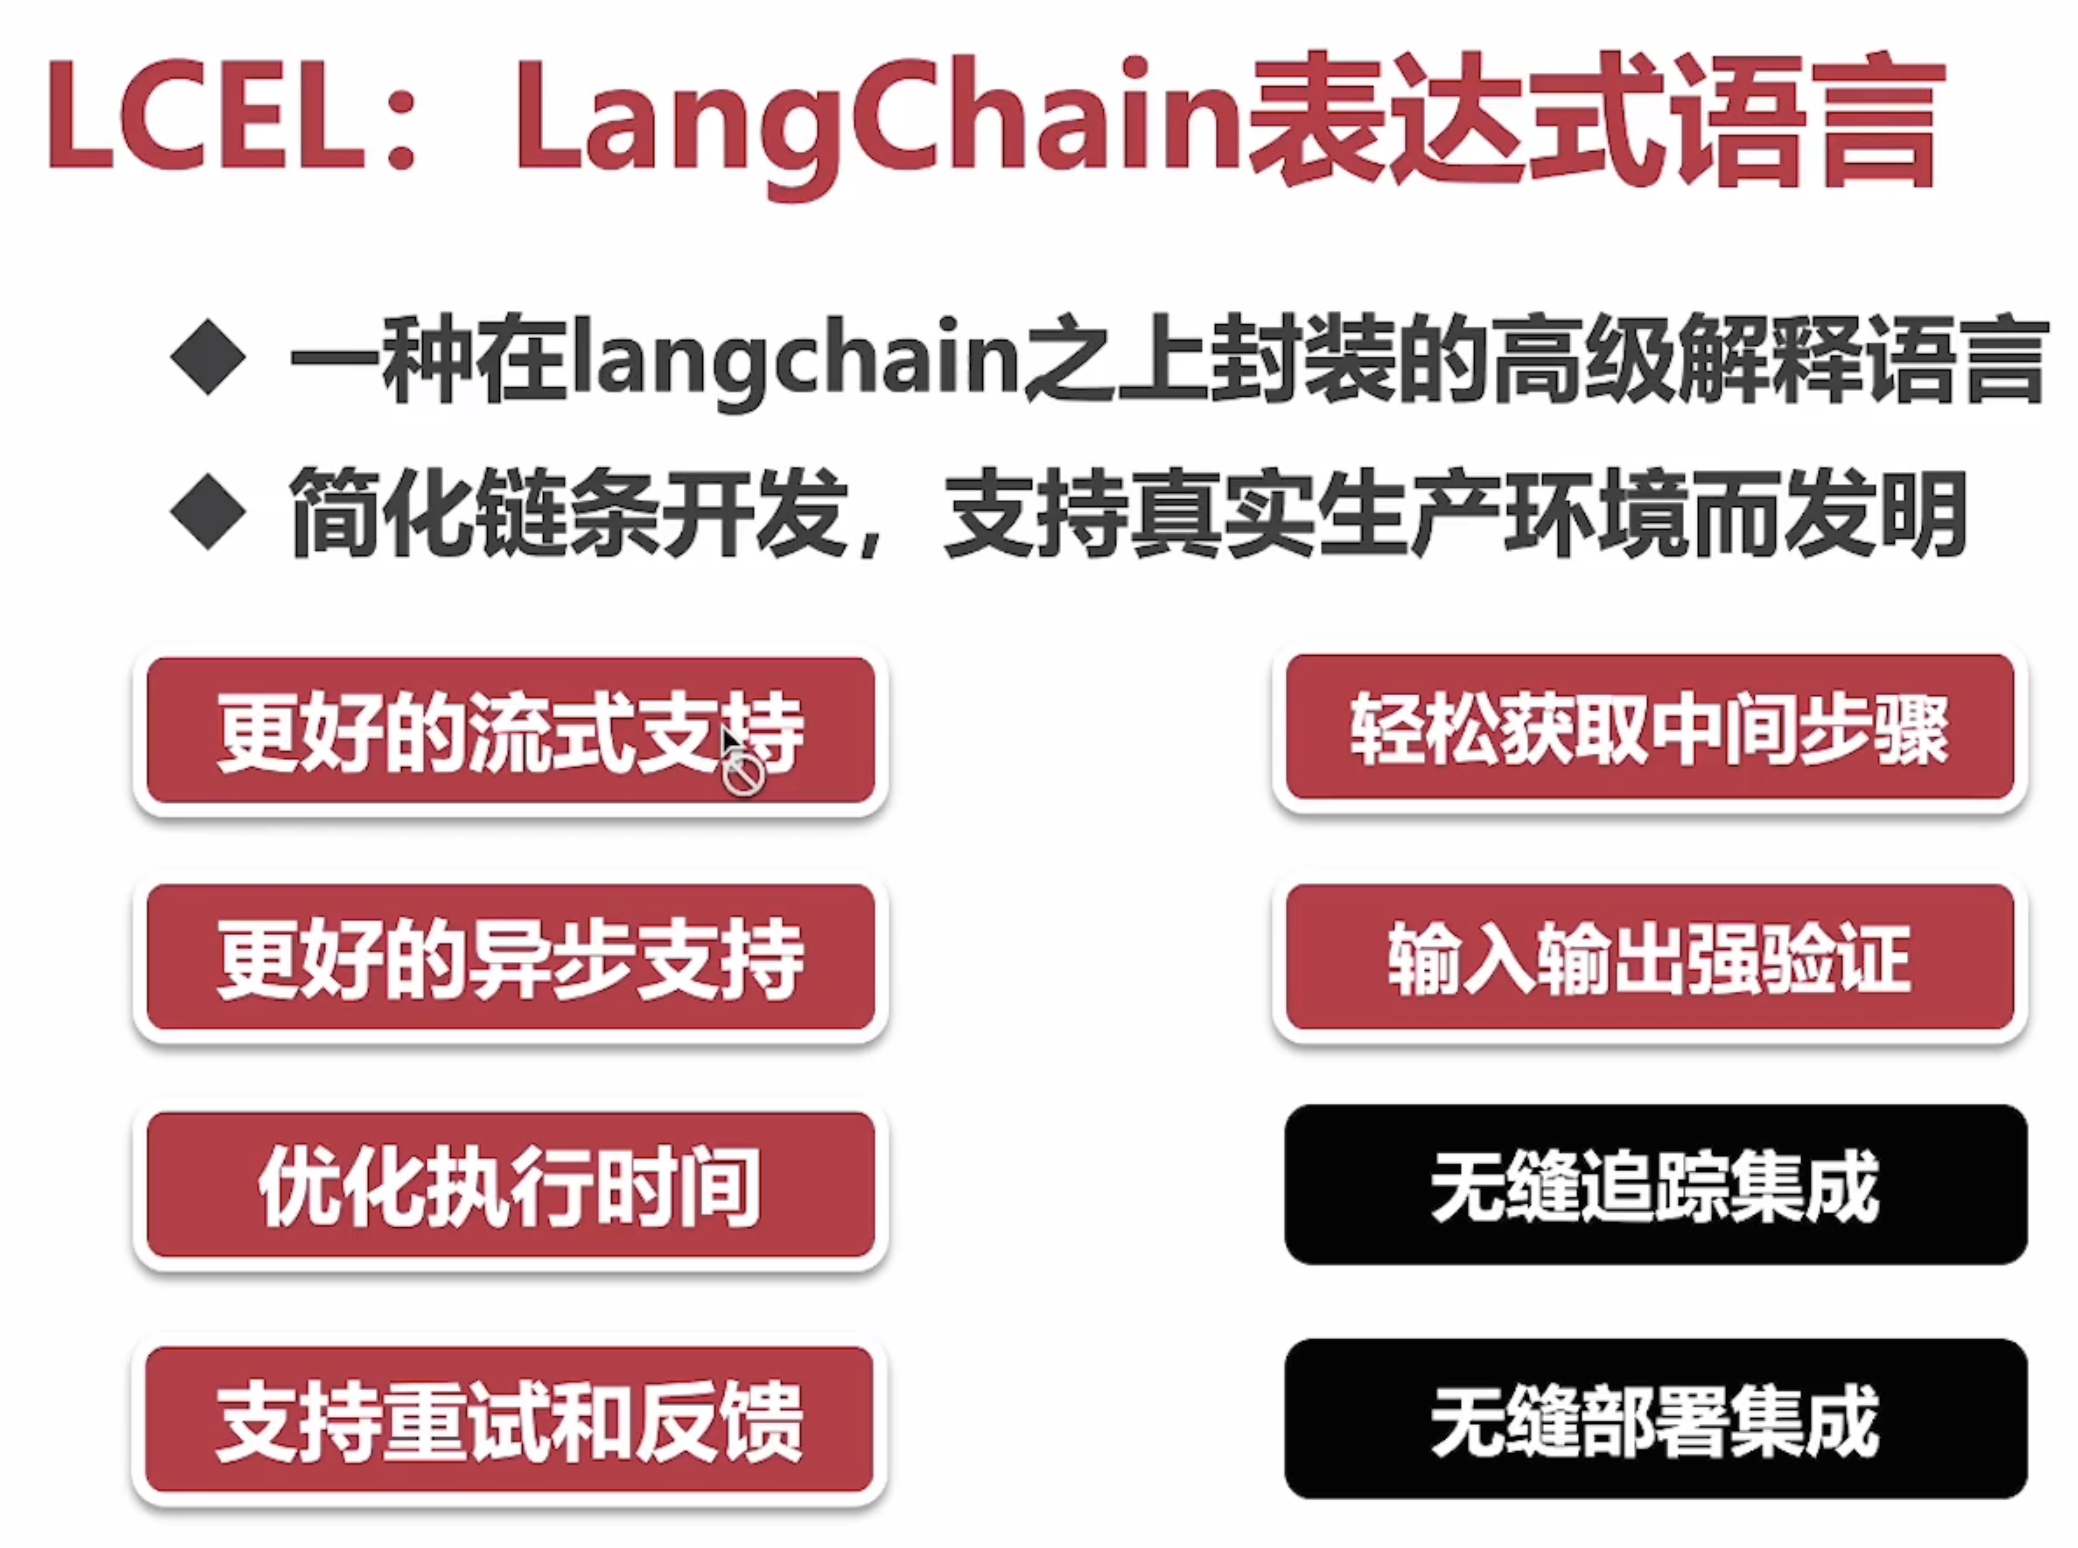 LCEL：LangChain表达式语言
◆ 一种在langchain之上封装的高级解释语言
◆ 简化链条开发，支持真实生产环境而发明
更好的流式支持
轻松获取中间步骤
更好的异步支持
输入输出强验证
优化执行时间
无缝追踪集成
支持重试和反馈
无缝部署集成